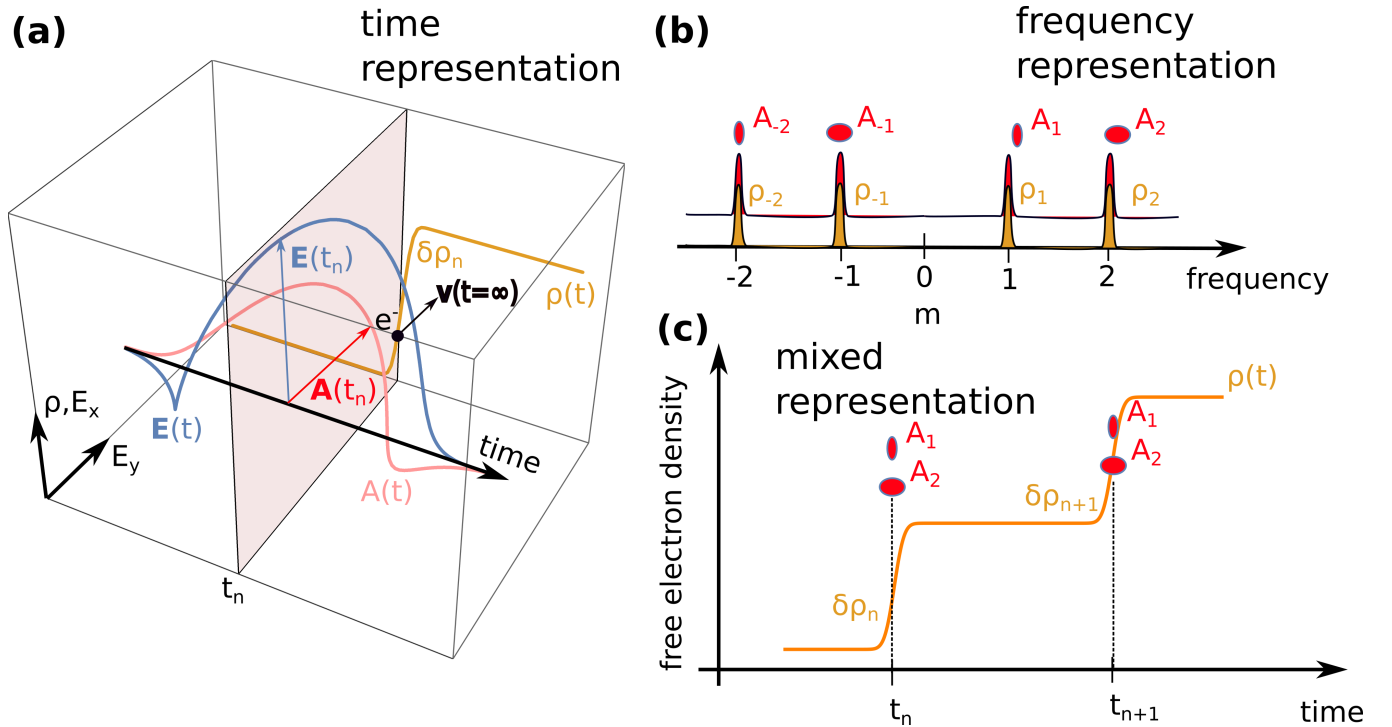 (a)
time
representation
E(tₙ)
δρₙ
v(t=∞)
ρ(t)
e⁻
A(tₙ)
ρ,Eₓ
E(t)
E_y
time
A(t)
tₙ
(b)
frequency
representation
A₋₂
A₋₁
A₁
A₂
ρ₋₂
ρ₋₁
ρ₁
ρ₂
-2
-1
0
1
2
frequency
m
(c)
mixed
representation
free electron density
ρ(t)
A₁
A₂
A₁
A₂
δρₙ₊₁
δρₙ
tₙ
tₙ₊₁
time